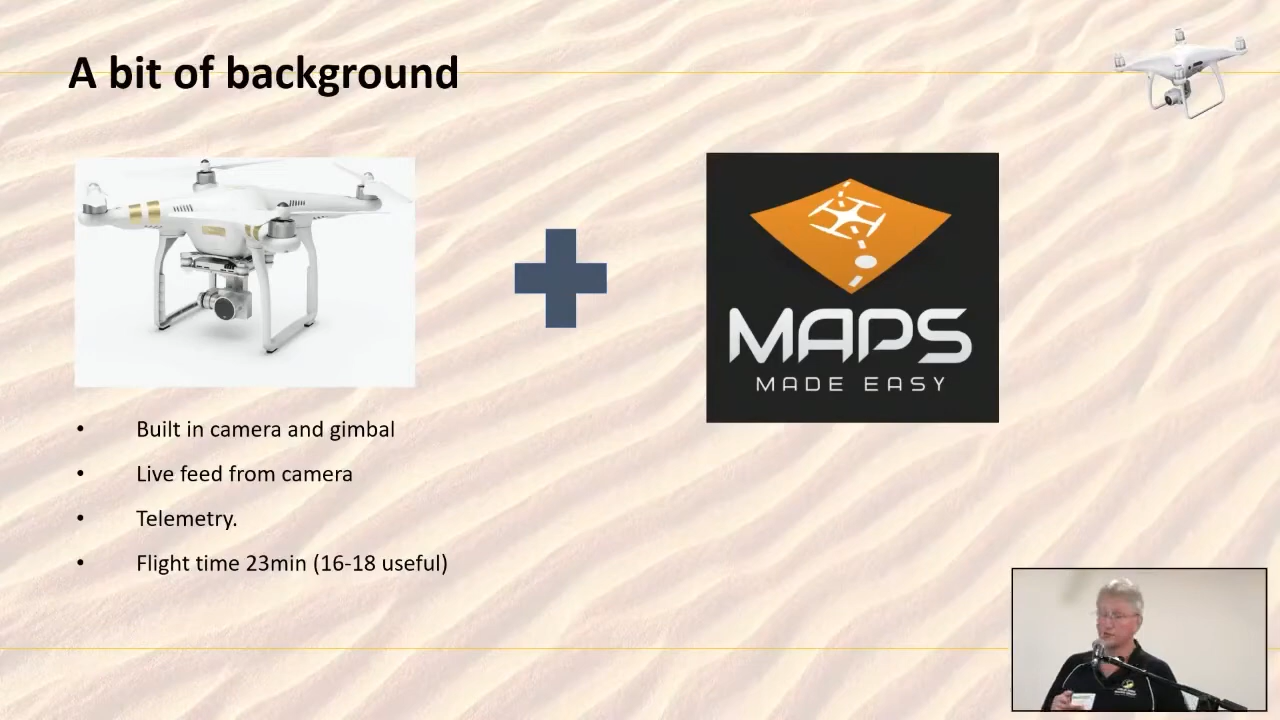 A bit of background
MAPS
MADE EASY
• Built in camera and gimbal
• Live feed from camera
• Telemetry.
• Flight time 23min (16-18 useful)